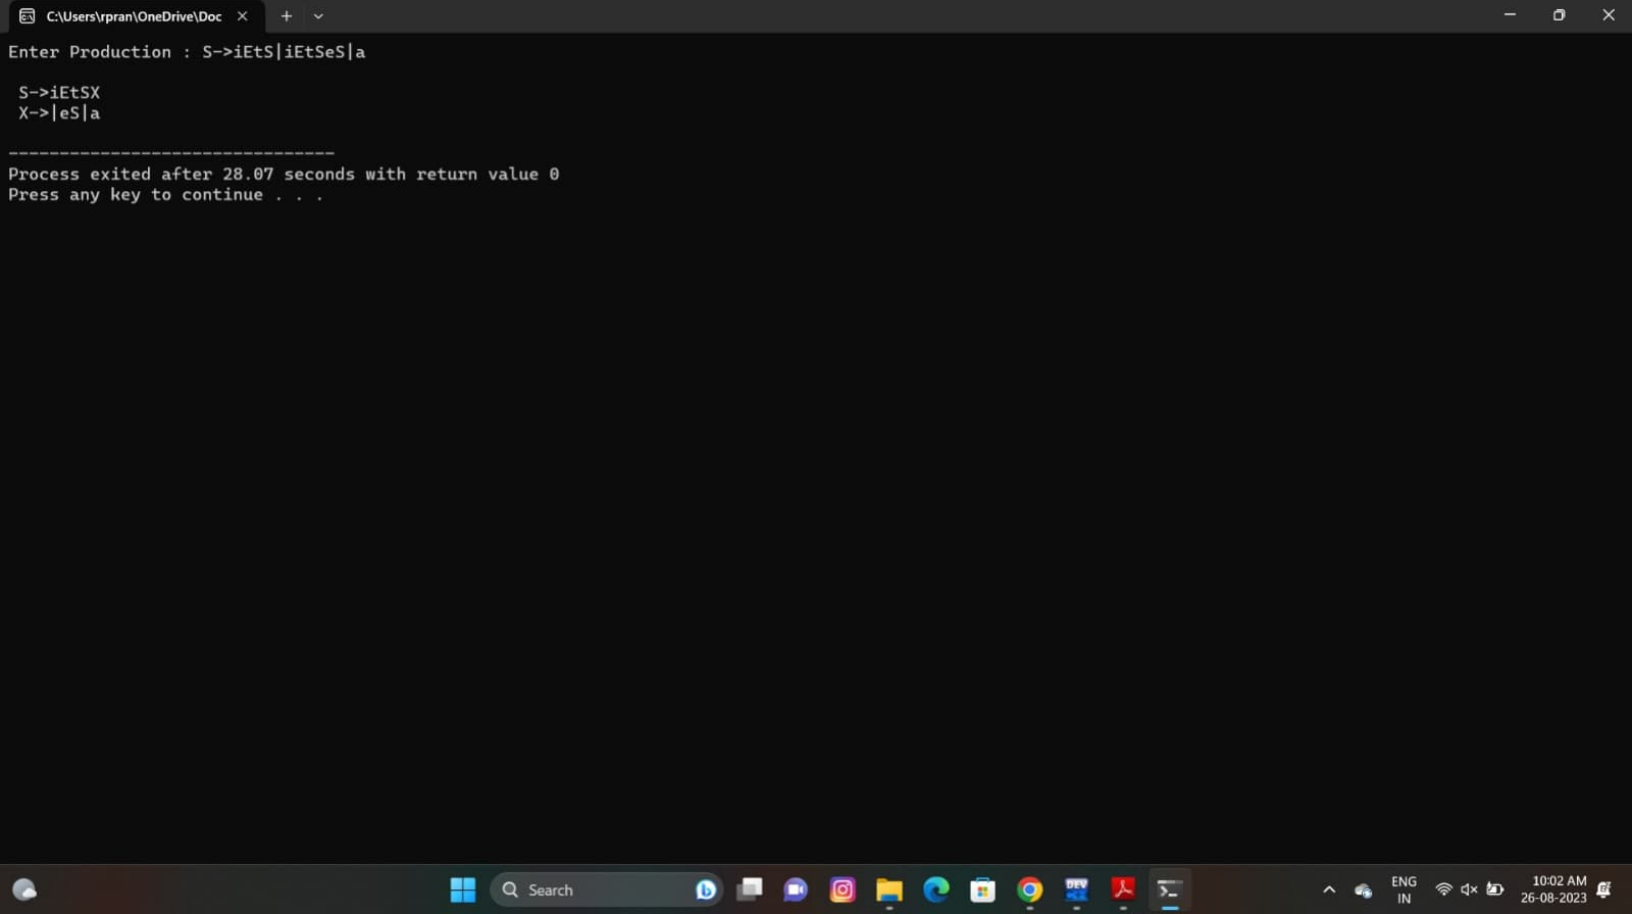 C:\Users\rpran\OneDrive\Doc
Enter Production : S->iEtS|iEtSeS|a
S->iEtSX
X->|eS|a
--------------------------------
Process exited after 28.07 seconds with return value 0
Press any key to continue . . .
Search
DEV
ENG
IN
10:02 AM
26-08-2023